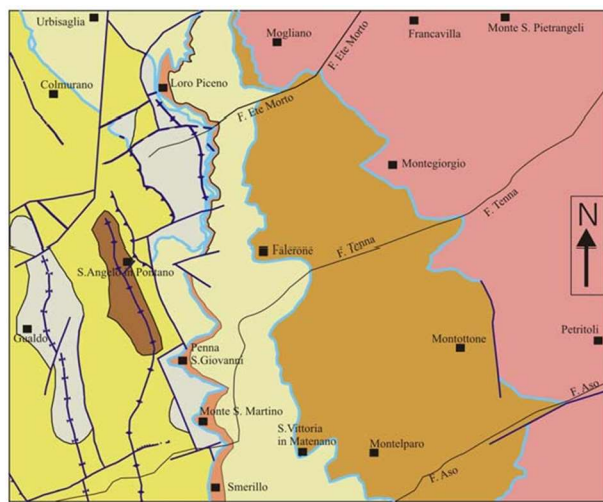 Urbisaglia
Mogliano
Francavilla
Monte S. Pietrangeli
F. Ete Morto
Colmurano
Loro Piceno
F. Ete Morto
Montegiorgio
F. Tenna
N
Falerone
F. Tenna
S.Angelo in Pontano
Gualdo
Penna
S.Giovanni
Montottone
Petritoli
F. Aso
Monte S. Martino
S.Vittoria
in Matenano
Montelparo
F. Aso
Smerillo